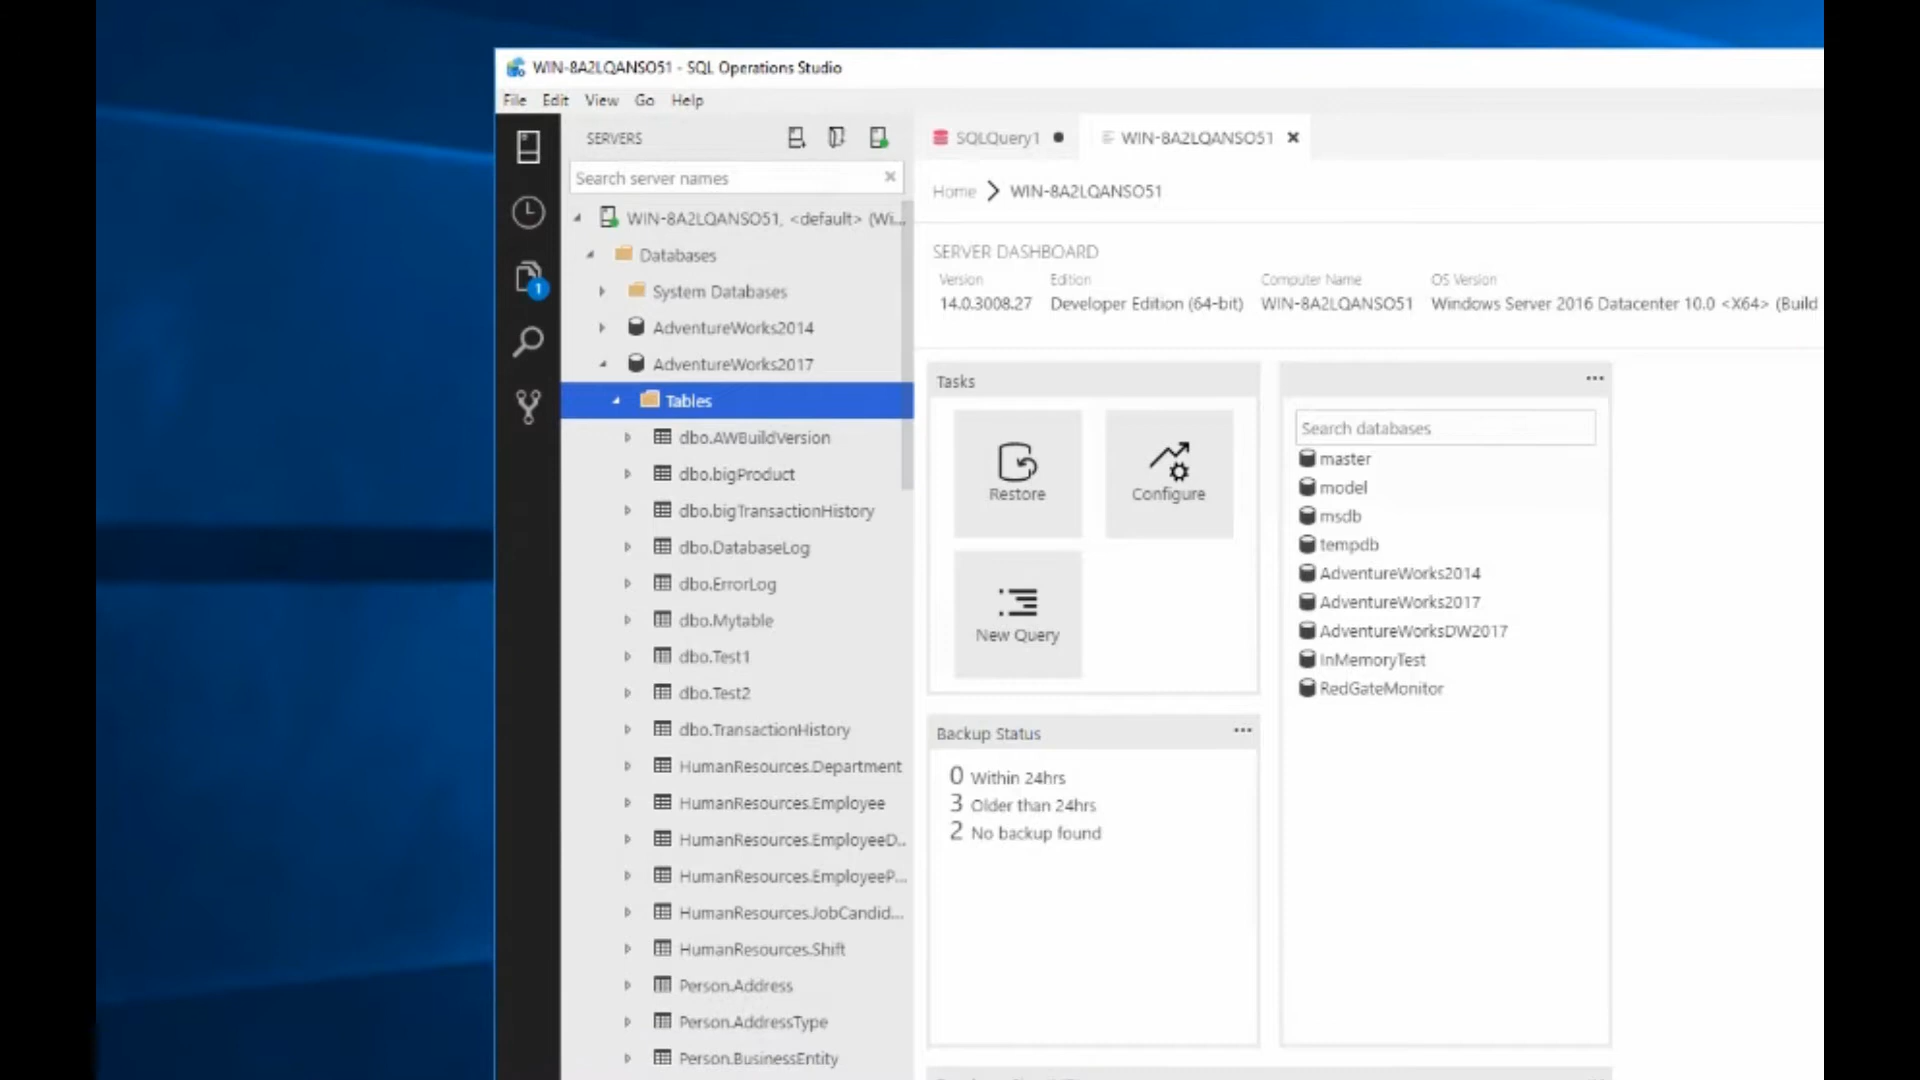 WIN-8A2LQANSO51 - SQL Operations Studio
File Edit View Go Help
SERVERS
Search server names
WIN-8A2LQANSO51, <default> (Wi...
Databases
System Databases
AdventureWorks2014
AdventureWorks2017
Tables
dbo.AWBuildVersion
dbo.bigProduct
dbo.bigTransactionHistory
dbo.DatabaseLog
dbo.ErrorLog
dbo.Mytable
dbo.Test1
dbo.Test2
dbo.TransactionHistory
HumanResources.Department
HumanResources.Employee
HumanResources.EmployeeD...
HumanResources.EmployeeP...
HumanResources.JobCandid...
HumanResources.Shift
Person.Address
Person.AddressType
Person.BusinessEntity
1
SQLQuery1
WIN-8A2LQANSO51
Home WIN-8A2LQANSO51
SERVER DASHBOARD
Version Edition Computer Name OS Version
14.0.3008.27 Developer Edition (64-bit) WIN-8A2LQANSO51 Windows Server 2016 Datacenter 10.0 <X64> (Build
Tasks
Restore
Configure
New Query
Backup Status
0 Within 24hrs
3 Older than 24hrs
2 No backup found
Search databases
master
model
msdb
tempdb
AdventureWorks2014
AdventureWorks2017
AdventureWorksDW2017
InMemoryTest
RedGateMonitor